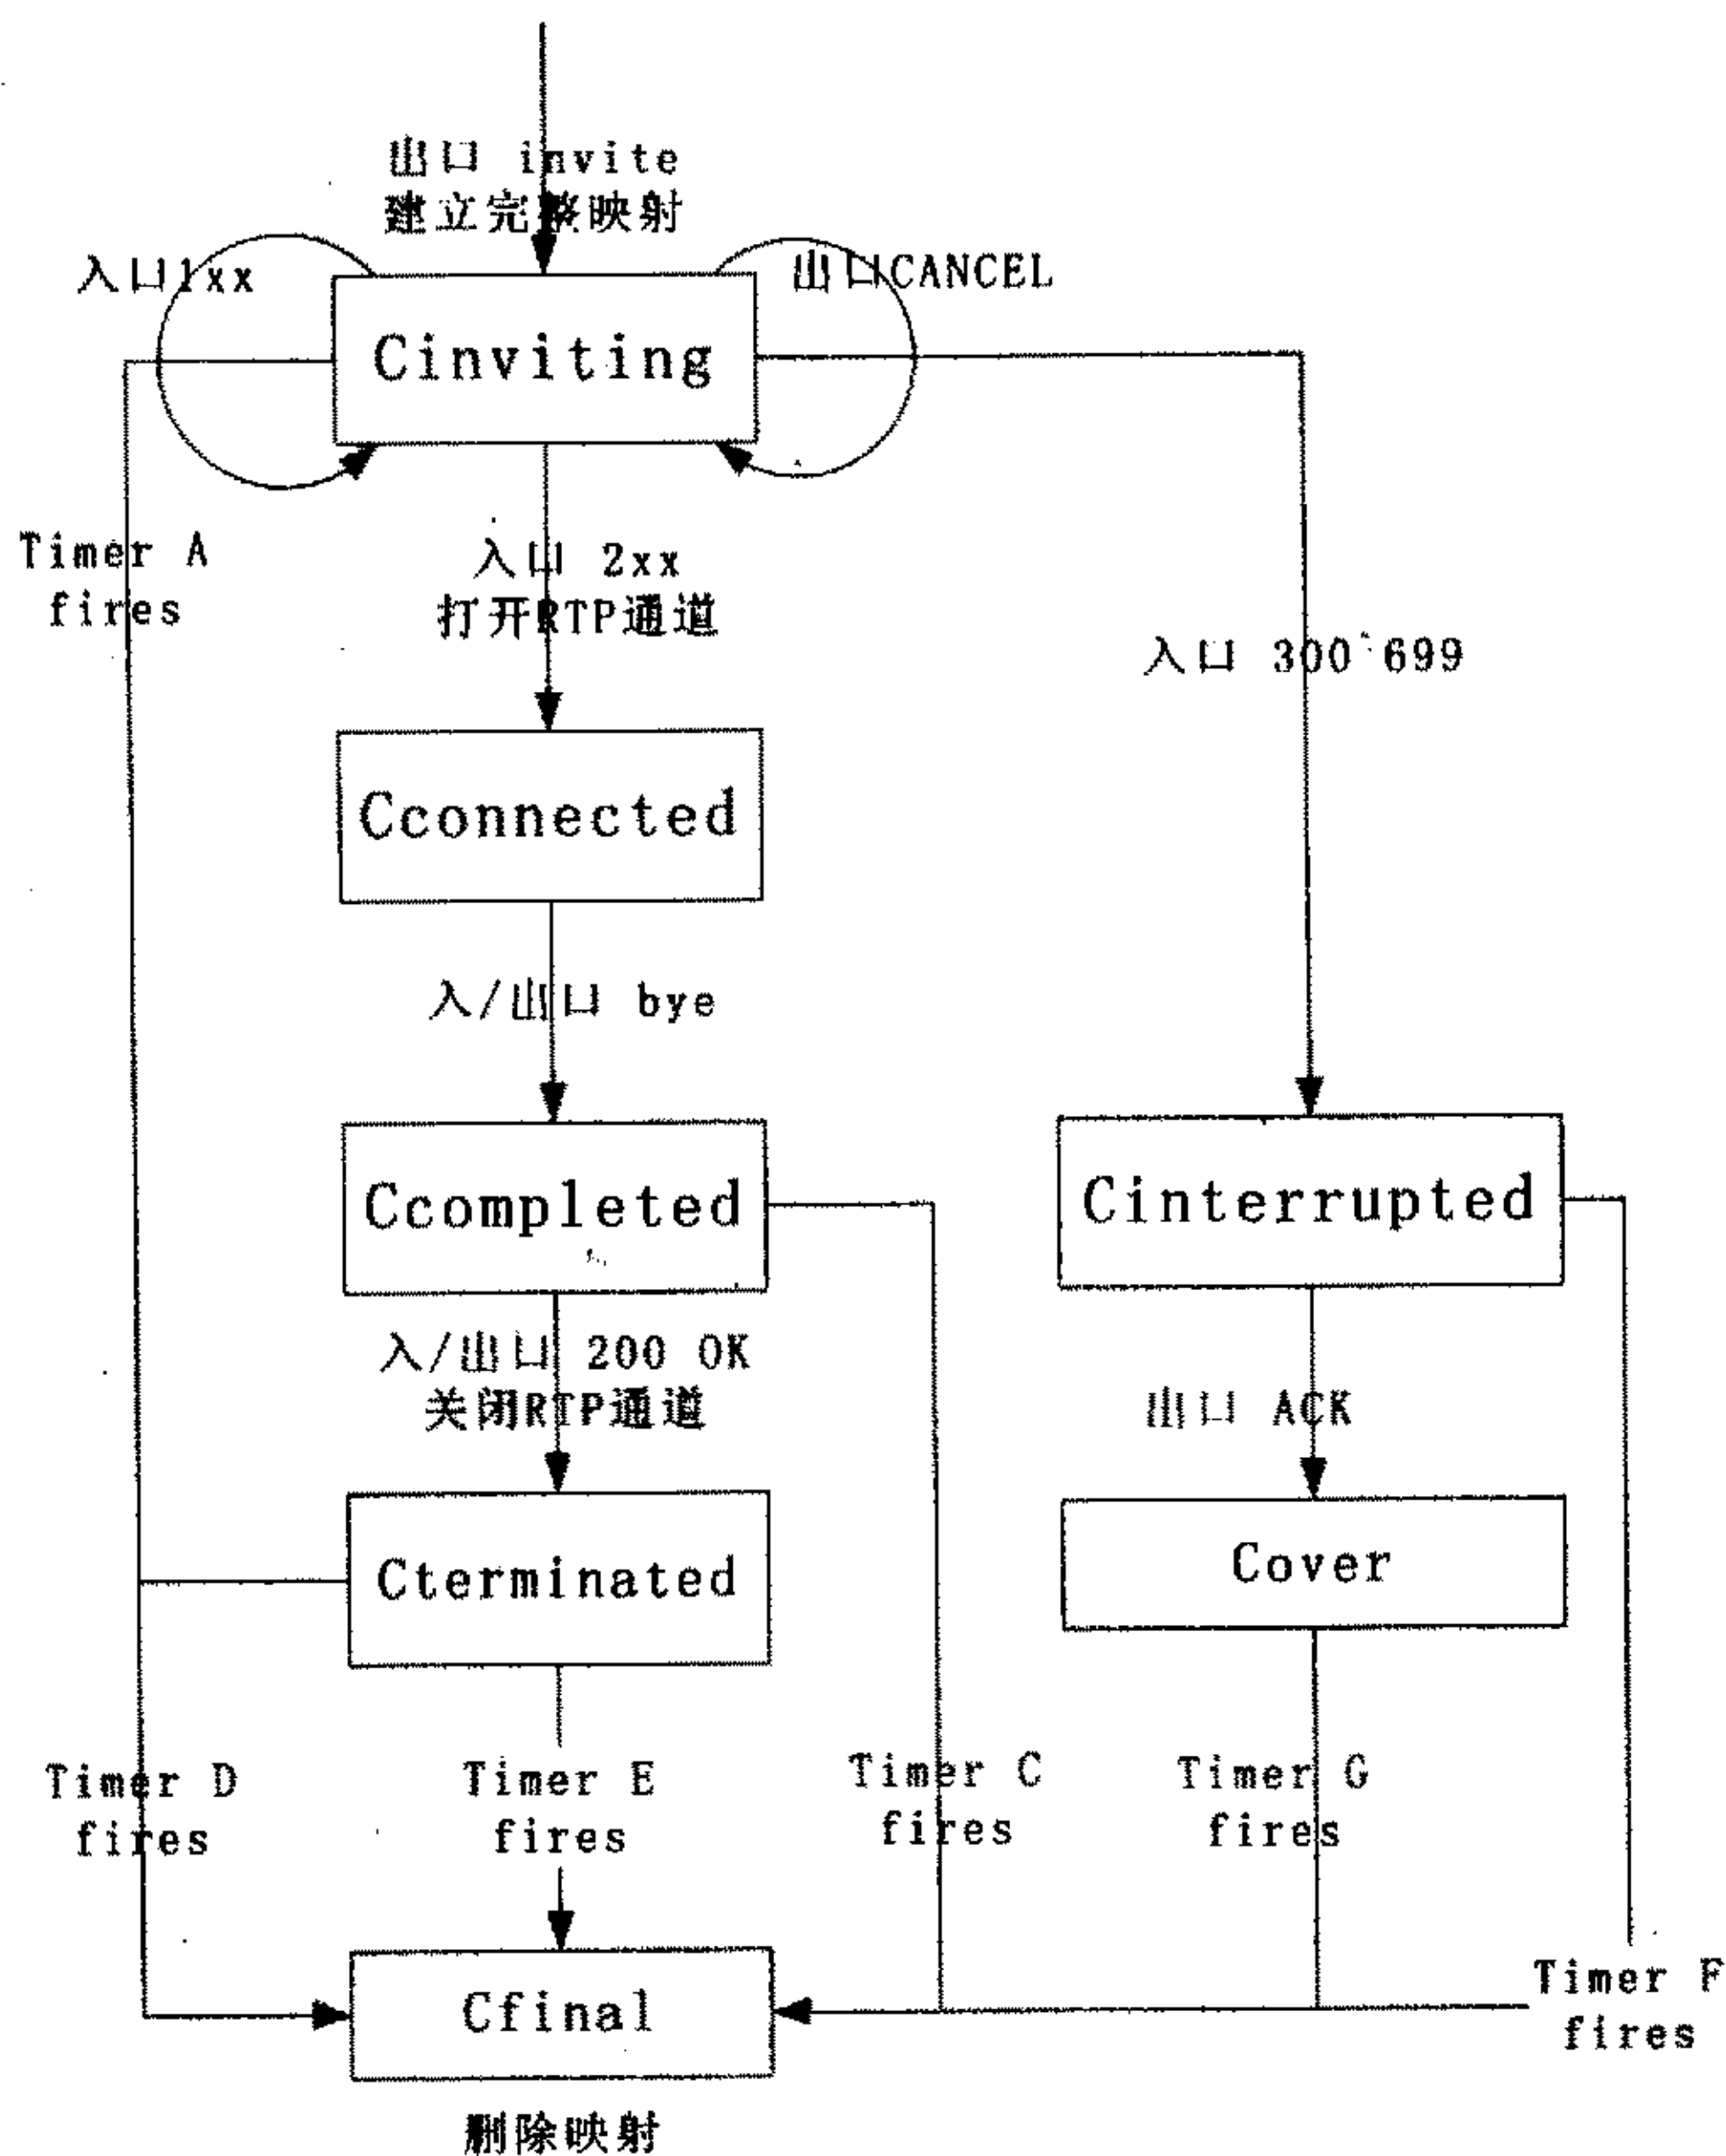 出口 invite
建立完整映射
入口1xx
出口CANCEL
Cinviting
Timer A
fires
入口 2xx
打开RTP通道
入口 300~699
Cconnected
入/出口 bye
Ccompleted
Cinterrupted
入/出口 200 OK
关闭RTP通道
出口 ACK
Cterminated
Cover
Timer D
fires
Timer E
fires
Timer C
fires
Timer G
fires
Timer F
fires
Cfinal
删除映射